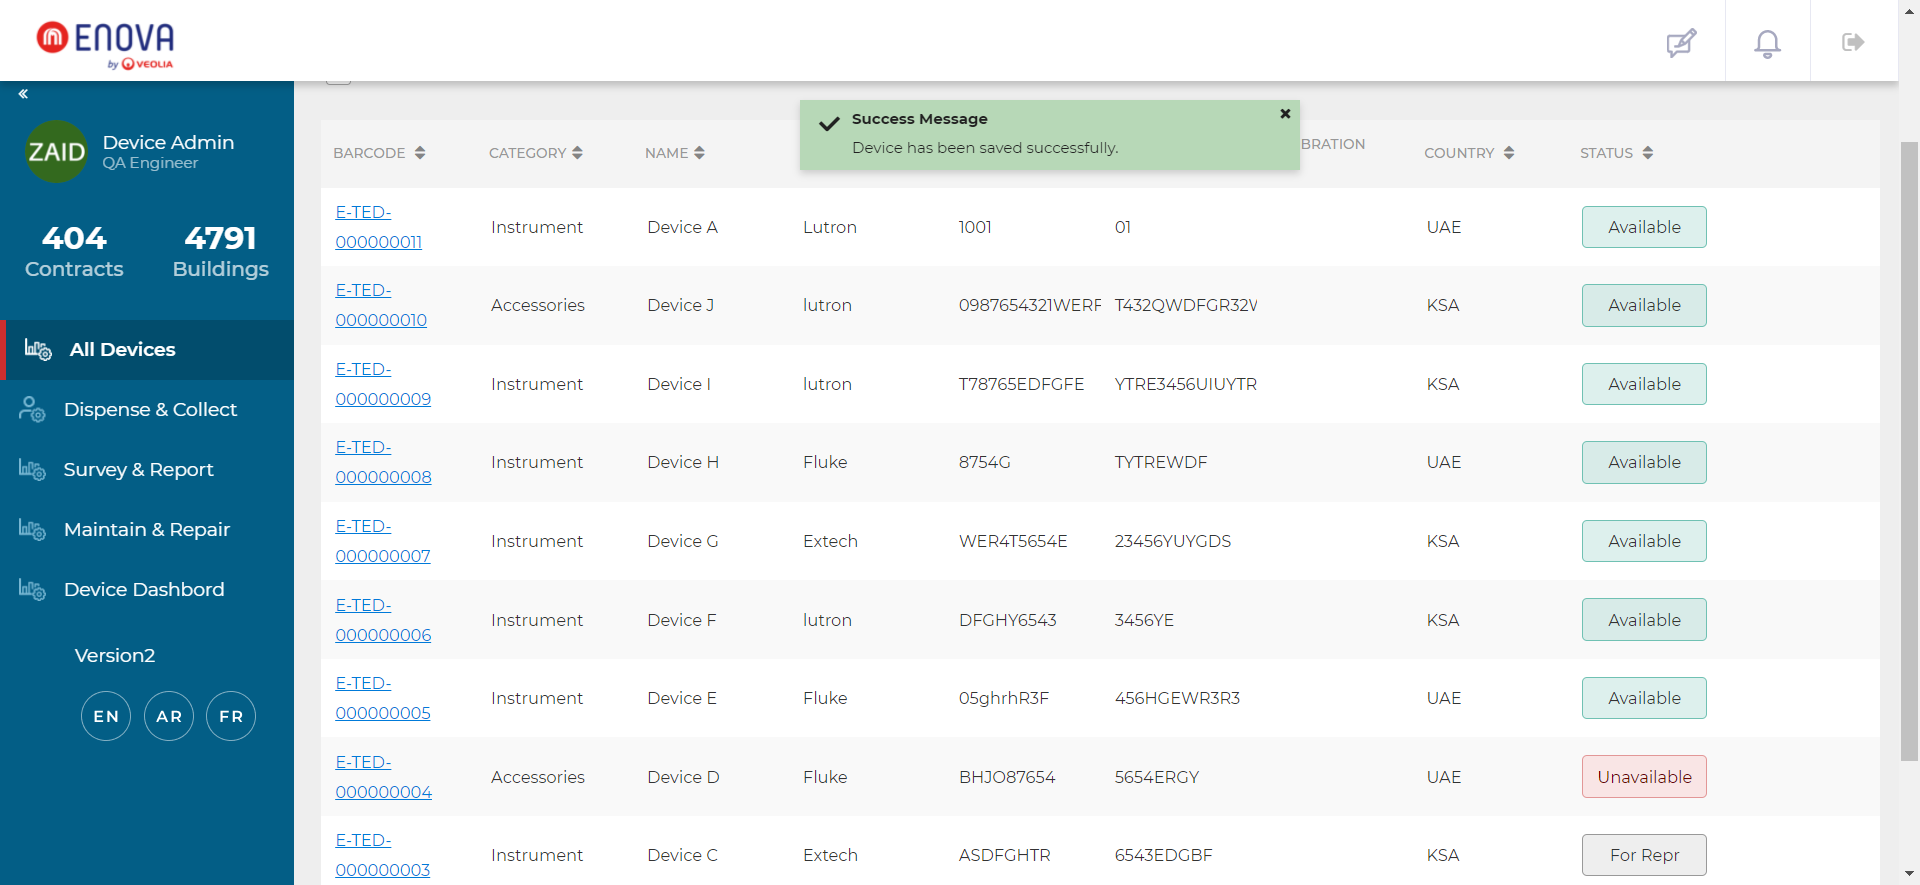 ENOVA
by VEOLIA
«
ZAID
Device Admin
QA Engineer
404
Contracts
4791
Buildings
All Devices
Dispense & Collect
Survey & Report
Maintain & Repair
Device Dashbord
Version2
EN
AR
FR
Success Message
Device has been saved successfully.
BARCODE
CATEGORY
NAME
BRATION
COUNTRY
STATUS
E-TED-
000000011
Instrument
Device A
Lutron
1001
01
UAE
Available
E-TED-
000000010
Accessories
Device J
lutron
0987654321WERF
T432QWDFGR32W
KSA
Available
E-TED-
000000009
Instrument
Device I
lutron
T78765EDFGFE
YTRE3456UIUYTR
KSA
Available
E-TED-
000000008
Instrument
Device H
Fluke
8754G
TYTREWDF
UAE
Available
E-TED-
000000007
Instrument
Device G
Extech
WER4T5654E
23456YUYGDS
KSA
Available
E-TED-
000000006
Instrument
Device F
lutron
DFGHY6543
3456YE
KSA
Available
E-TED-
000000005
Instrument
Device E
Fluke
05ghrhR3F
456HGEWR3R3
UAE
Available
E-TED-
000000004
Accessories
Device D
Fluke
BHJO87654
5654ERGY
UAE
Unavailable
E-TED-
000000003
Instrument
Device C
Extech
ASDFGHTR
6543EDGBF
KSA
For Repr